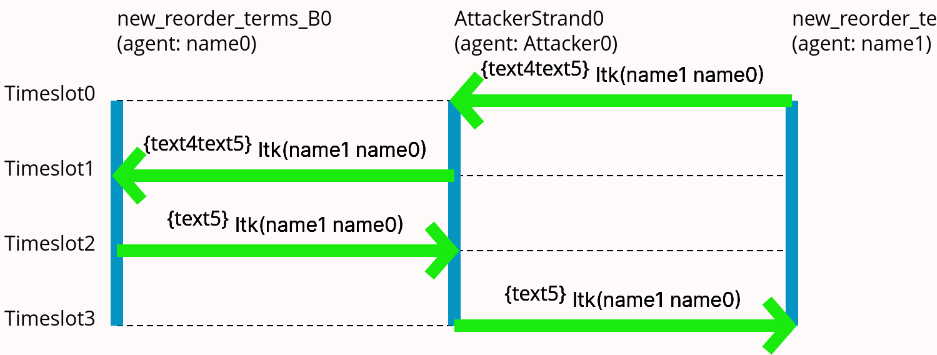 new_reorder_terms_B0
(agent: name0)
AttackerStrand0
(agent: Attacker0)
new_reorder_te
(agent: name1)
{text4text5} ltk(name1 name0)
Timeslot0
{text4text5} ltk(name1 name0)
Timeslot1
{text5} ltk(name1 name0)
Timeslot2
{text5} ltk(name1 name0)
Timeslot3